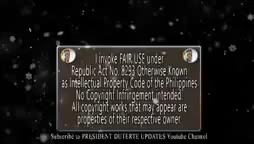 I invoke FAIR USE under
Republic Act No. 8293 Otherwise Known
as Intellectual Property Code of the Philippines
No Copyright Infringement intended
All copyright works that may appear are
properties of their respective owner
Subscribe to PRESIDENT DUTERTE UPDATES Youtube Channel